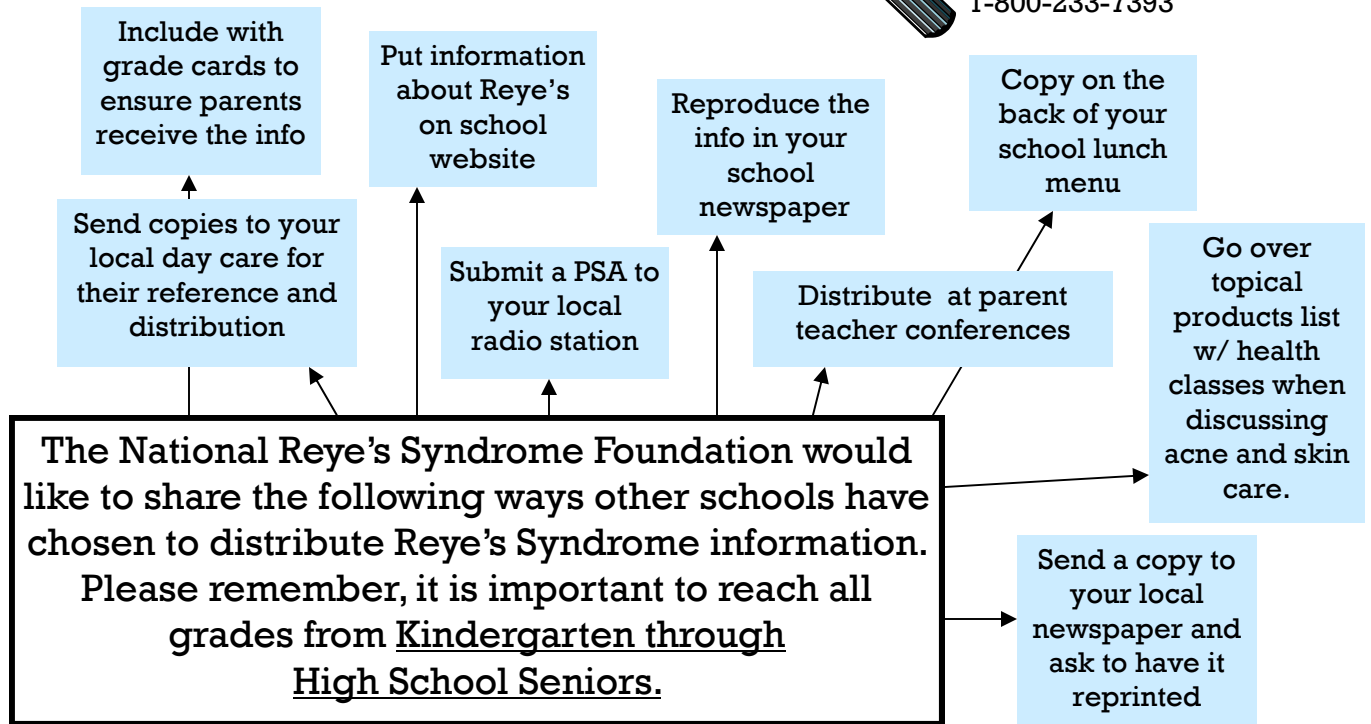 1-800-233-7393
Include with
grade cards to
ensure parents
receive the info
Put information
about Reye's
on school
website
Reproduce the
info in your
school
newspaper
Copy on the
back of your
school lunch
menu
Send copies to your
local day care for
their reference and
distribution
Submit a PSA to
your local
radio station
Distribute at parent
teacher conferences
Go over
topical
products list
w/ health
classes when
discussing
acne and skin
care.
The National Reye's Syndrome Foundation would
like to share the following ways other schools have
chosen to distribute Reye's Syndrome information.
Please remember, it is important to reach all
grades from Kindergarten through
High School Seniors.
Send a copy to
your local
newspaper and
ask to have it
reprinted